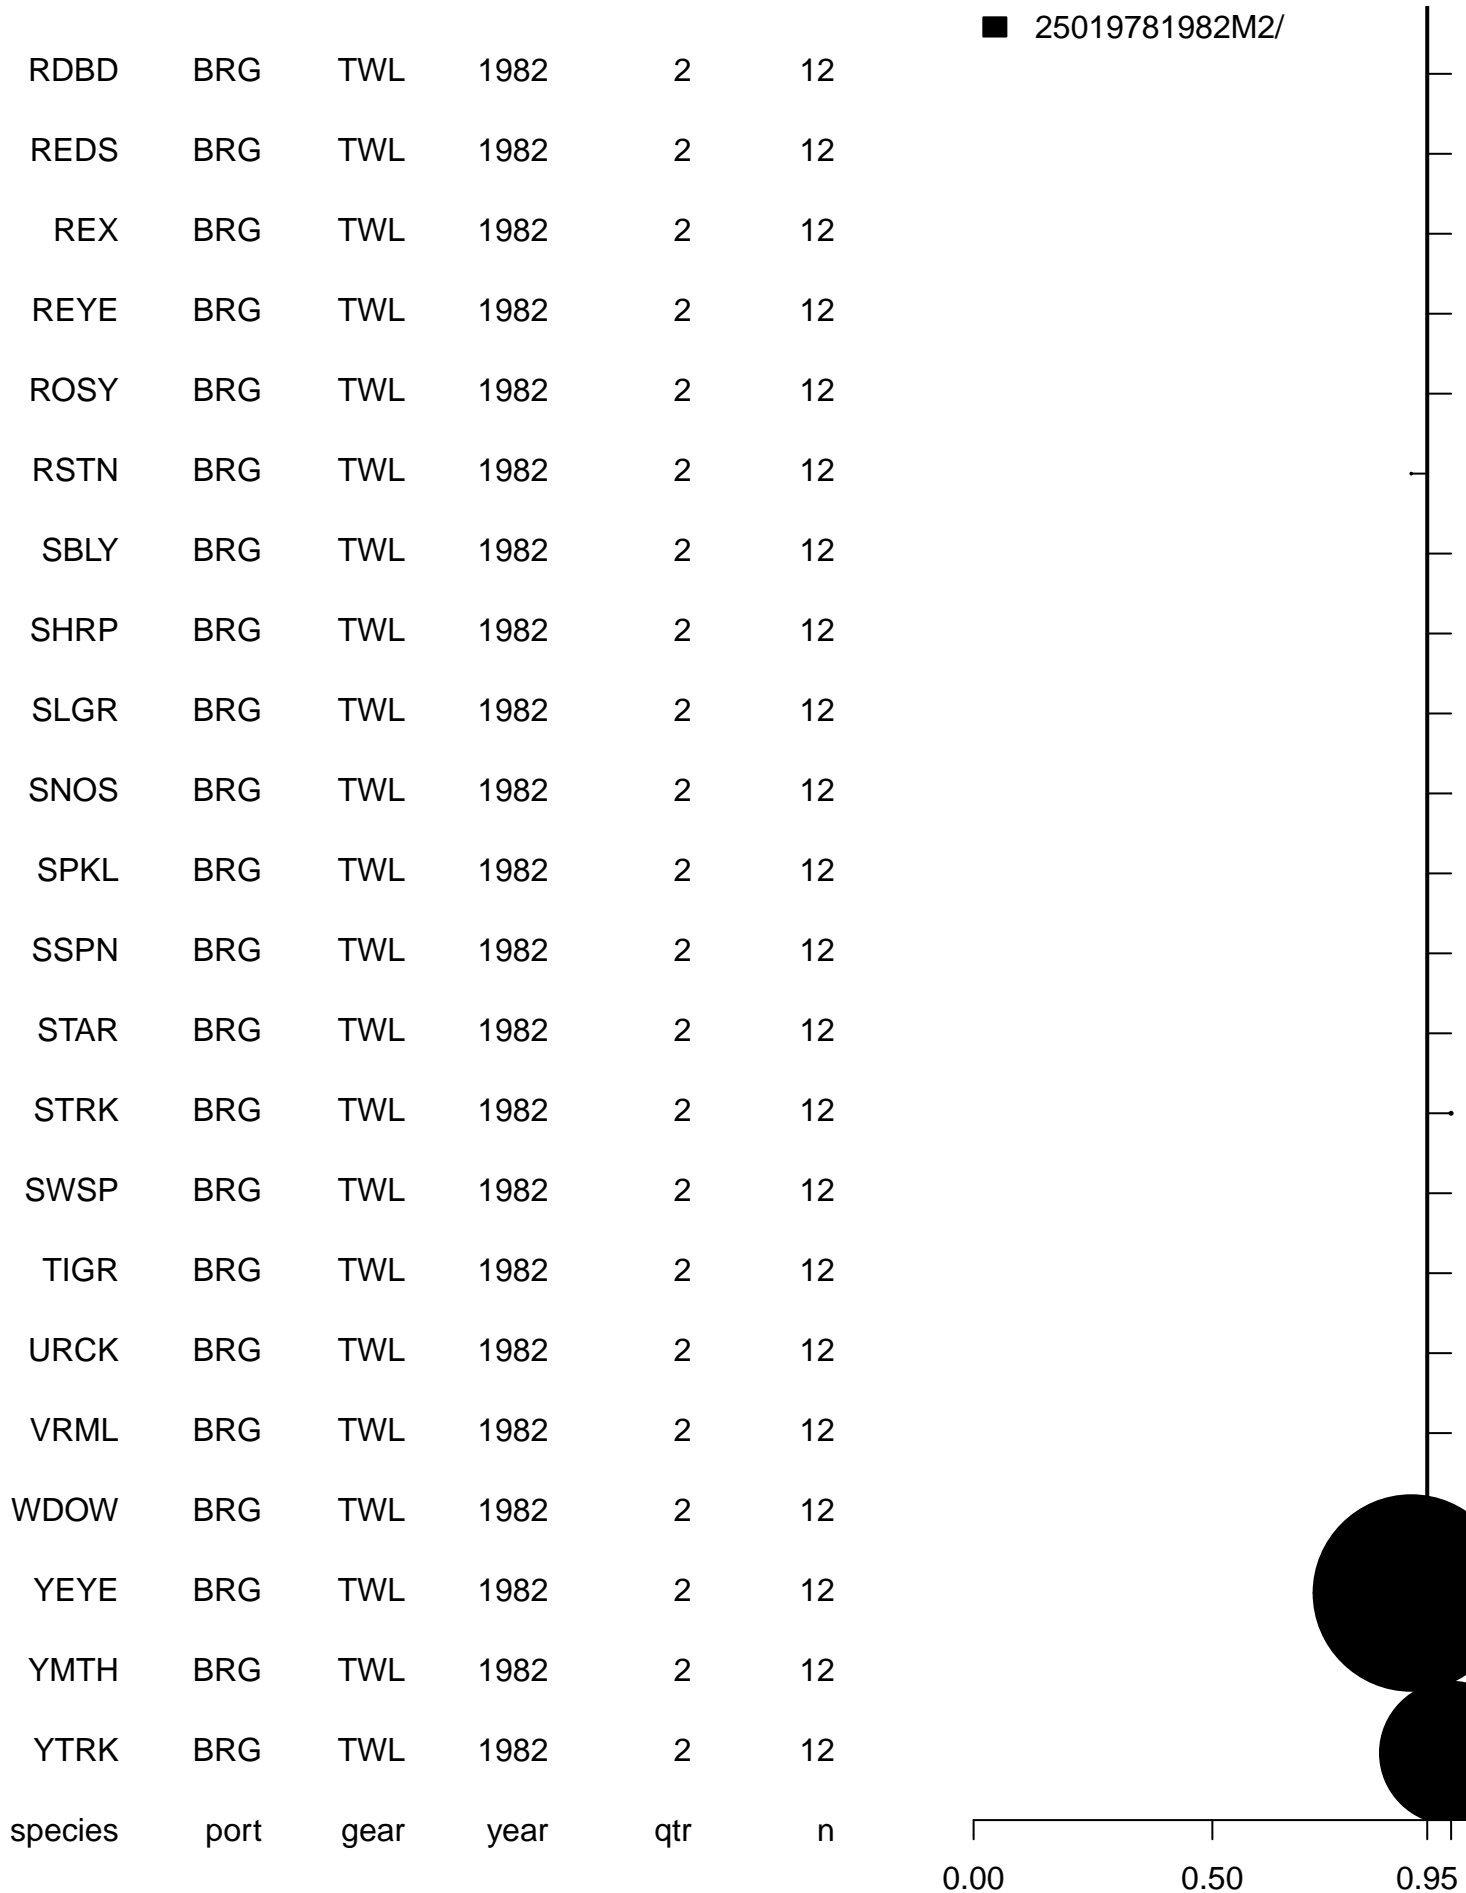 25019781982M2/
RDBD BRG TWL 1982 2 12
REDS BRG TWL 1982 2 12
REX BRG TWL 1982 2 12
REYE BRG TWL 1982 2 12
ROSY BRG TWL 1982 2 12
RSTN BRG TWL 1982 2 12
SBLY BRG TWL 1982 2 12
SHRP BRG TWL 1982 2 12
SLGR BRG TWL 1982 2 12
SNOS BRG TWL 1982 2 12
SPKL BRG TWL 1982 2 12
SSPN BRG TWL 1982 2 12
STAR BRG TWL 1982 2 12
STRK BRG TWL 1982 2 12
SWSP BRG TWL 1982 2 12
TIGR BRG TWL 1982 2 12
URCK BRG TWL 1982 2 12
VRML BRG TWL 1982 2 12
WDOW BRG TWL 1982 2 12
YEYE BRG TWL 1982 2 12
YMTH BRG TWL 1982 2 12
YTRK BRG TWL 1982 2 12
species port gear year qtr n
0.00 0.50 0.95